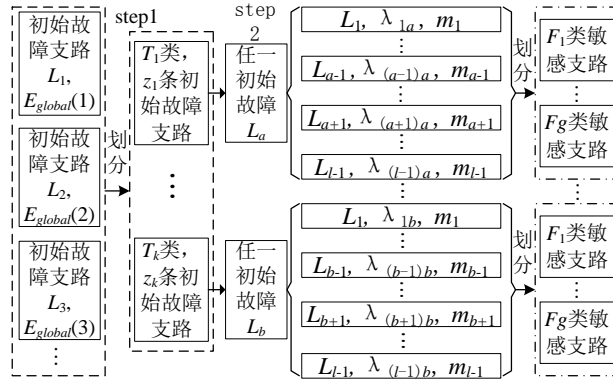 初始故
障支路
L1,
Eglobal(1)
初始故
障支路
L2,
Eglobal(2)
初始故
障支路
L3,
Eglobal(3)
⋮
划分
step1
T1类,
z1条初
始故障
支路
⋮
Tk类,
zk条初
始故障
支路
step
2
任一
初始
故障
La
任一
初始
故障
Lb
L1, λ1a, m1
⋮
La-1, λ(a-1)a, ma-1
⋮
La+1, λ(a+1)a, ma+1
⋮
Ll-1, λ(l-1)a, ml-1
L1, λ1b, m1
⋮
Lb-1, λ(b-1)b, mb-1
⋮
Lb+1, λ(b+1)b, mb+1
⋮
Ll-1, λ(l-1)b, ml-1
划分
划分
F1类敏
感支路
⋮
Fg类敏
感支路
⋮
F1类敏
感支路
⋮
Fg类敏
感支路